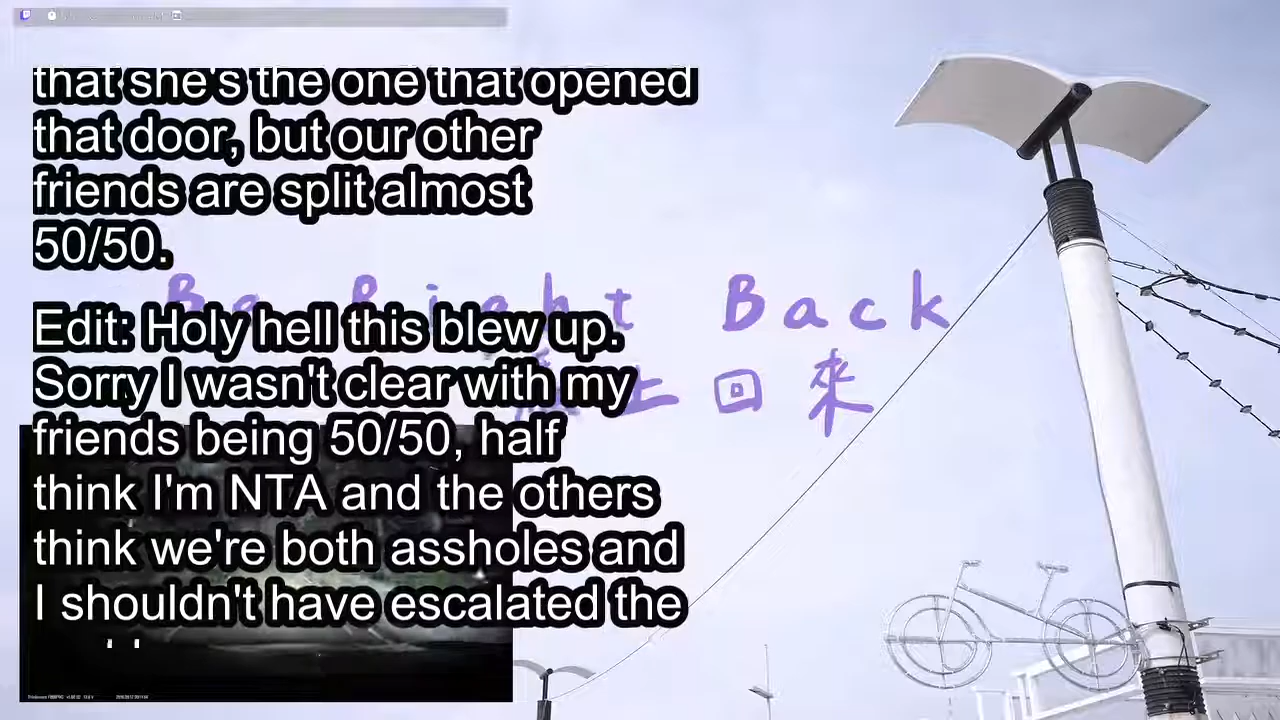 that she's the one that opened
that door, but our other
friends are split almost
50/50.
Be Right Back
Edit: Holy hell this blew up.
Sorry I wasn't clear with my
上回來
friends being 50/50, half
think I'm NTA and the others
think we're both assholes and
I shouldn't have escalated the